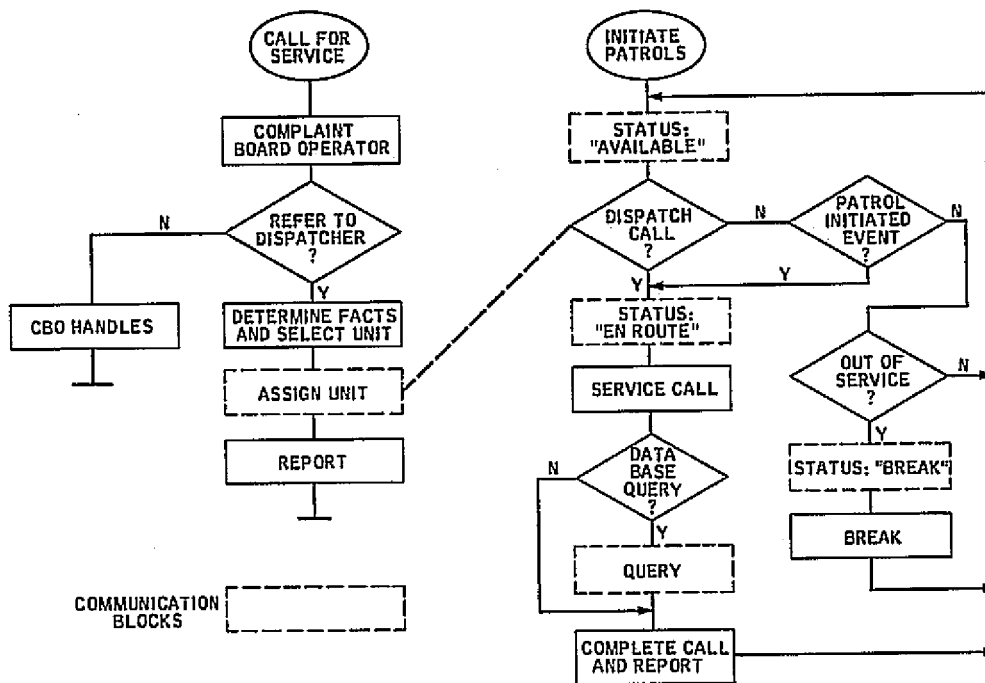 CALL FOR
SERVICE
COMPLAINT
BOARD OPERATOR
REFER TO
DISPATCHER
?
N
Y
CBO HANDLES
DETERMINE FACTS
AND SELECT UNIT
ASSIGN UNIT
REPORT
COMMUNICATION
BLOCKS
INITIATE
PATROLS
STATUS:
"AVAILABLE"
DISPATCH
CALL
?
N
Y
PATROL
INITIATED
EVENT
?
N
Y
STATUS:
"EN ROUTE"
SERVICE CALL
DATA
BASE
QUERY
?
N
Y
QUERY
COMPLETE CALL
AND REPORT
OUT OF
SERVICE
?
N
Y
STATUS: "BREAK"
BREAK